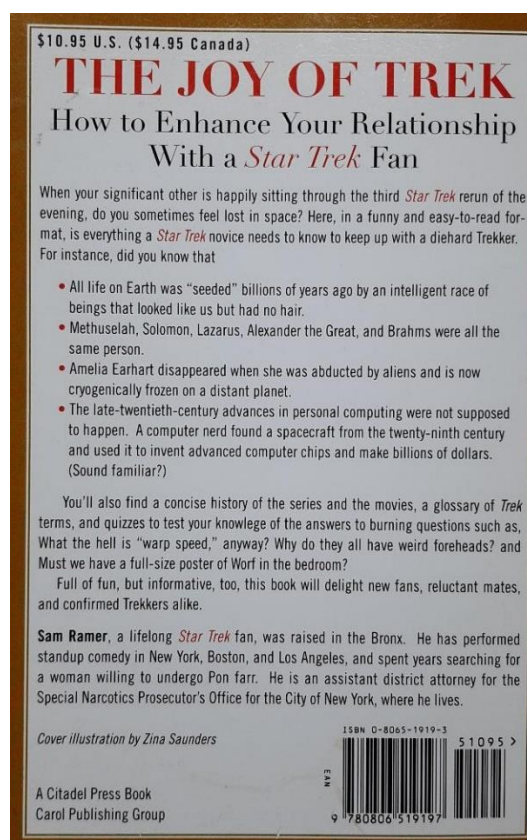 $10.95 U.S. ($14.95 Canada)
THE JOY OF TREK
How to Enhance Your Relationship
With a Star Trek Fan
When your significant other is happily sitting through the third Star Trek rerun of the
evening, do you sometimes feel lost in space? Here, in a funny and easy-to-read for-
mat, is everything a Star Trek novice needs to know to keep up with a diehard Trekker.
For instance, did you know that
• All life on Earth was “seeded” billions of years ago by an intelligent race of
beings that looked like us but had no hair.
• Methuselah, Solomon, Lazarus, Alexander the Great, and Brahms were all the
same person.
• Amelia Earhart disappeared when she was abducted by aliens and is now
cryogenically frozen on a distant planet.
• The late-twentieth-century advances in personal computing were not supposed
to happen. A computer nerd found a spacecraft from the twenty-ninth century
and used it to invent advanced computer chips and make billions of dollars.
(Sound familiar?)
You’ll also find a concise history of the series and the movies, a glossary of Trek
terms, and quizzes to test your knowlege of the answers to burning questions such as,
What the hell is “warp speed,” anyway? Why do they all have weird foreheads? and
Must we have a full-size poster of Worf in the bedroom?
Full of fun, but informative, too, this book will delight new fans, reluctant mates,
and confirmed Trekkers alike.
Sam Ramer, a lifelong Star Trek fan, was raised in the Bronx. He has performed
standup comedy in New York, Boston, and Los Angeles, and spent years searching for
a woman willing to undergo Pon farr. He is an assistant district attorney for the
Special Narcotics Prosecutor’s Office for the City of New York, where he lives.
Cover illustration by Zina Saunders
A Citadel Press Book
Carol Publishing Group
ISBN 0-8065-1919-3
51095 >
EAN
9 780806 519197